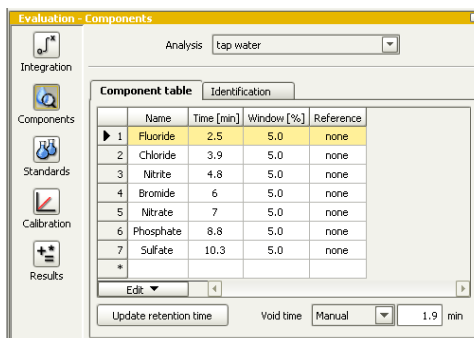 Evaluation - Components
Analysis tap water
Integration
Components
Standards
Calibration
Results
Component table Identification
Name Time [min] Window [%] Reference
1 Fluoride 2.5 5.0 none
2 Chloride 3.9 5.0 none
3 Nitrite 4.8 5.0 none
4 Bromide 6 5.0 none
5 Nitrate 7 5.0 none
6 Phosphate 8.8 5.0 none
7 Sulfate 10.3 5.0 none
*
Edit
Update retention time Void time Manual 1.9 min